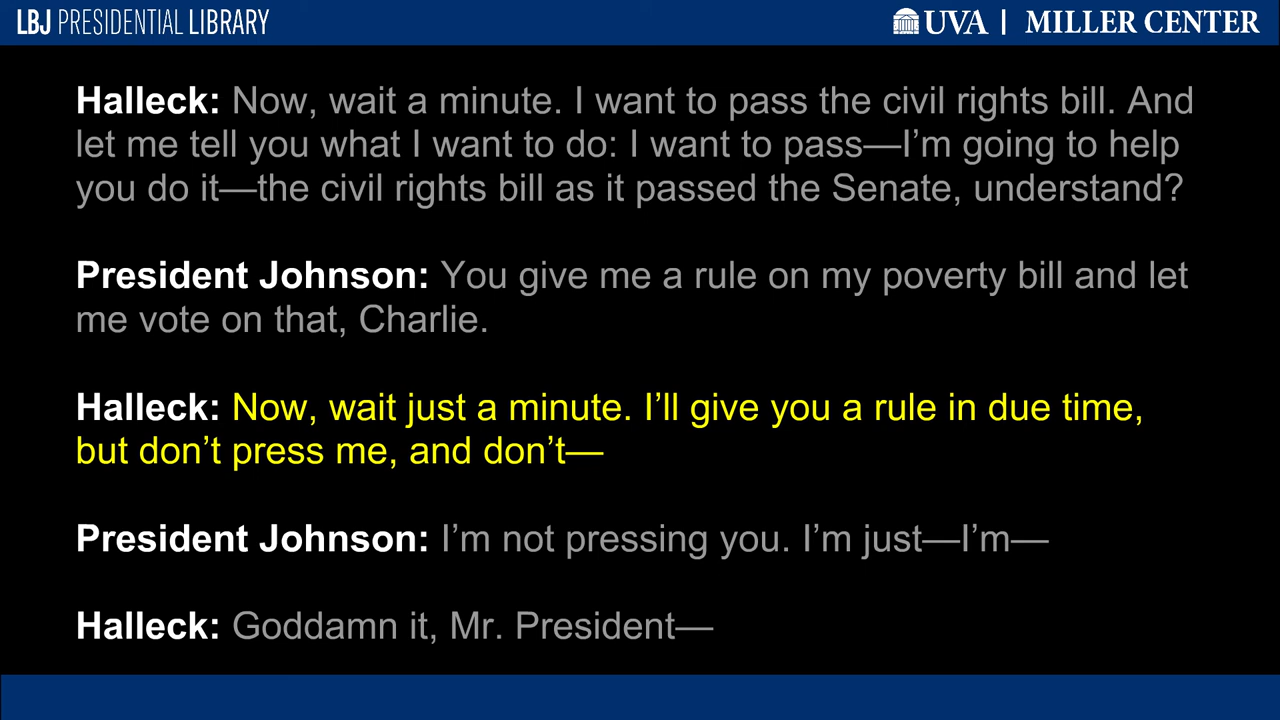 LBJ PRESIDENTIAL LIBRARY
UVA | MILLER CENTER
Halleck: Now, wait a minute. I want to pass the civil rights bill. And
let me tell you what I want to do: I want to pass—I’m going to help
you do it—the civil rights bill as it passed the Senate, understand?
President Johnson: You give me a rule on my poverty bill and let
me vote on that, Charlie.
Halleck: Now, wait just a minute. I’ll give you a rule in due time,
but don’t press me, and don’t—
President Johnson: I’m not pressing you. I’m just—I’m—
Halleck: Goddamn it, Mr. President—